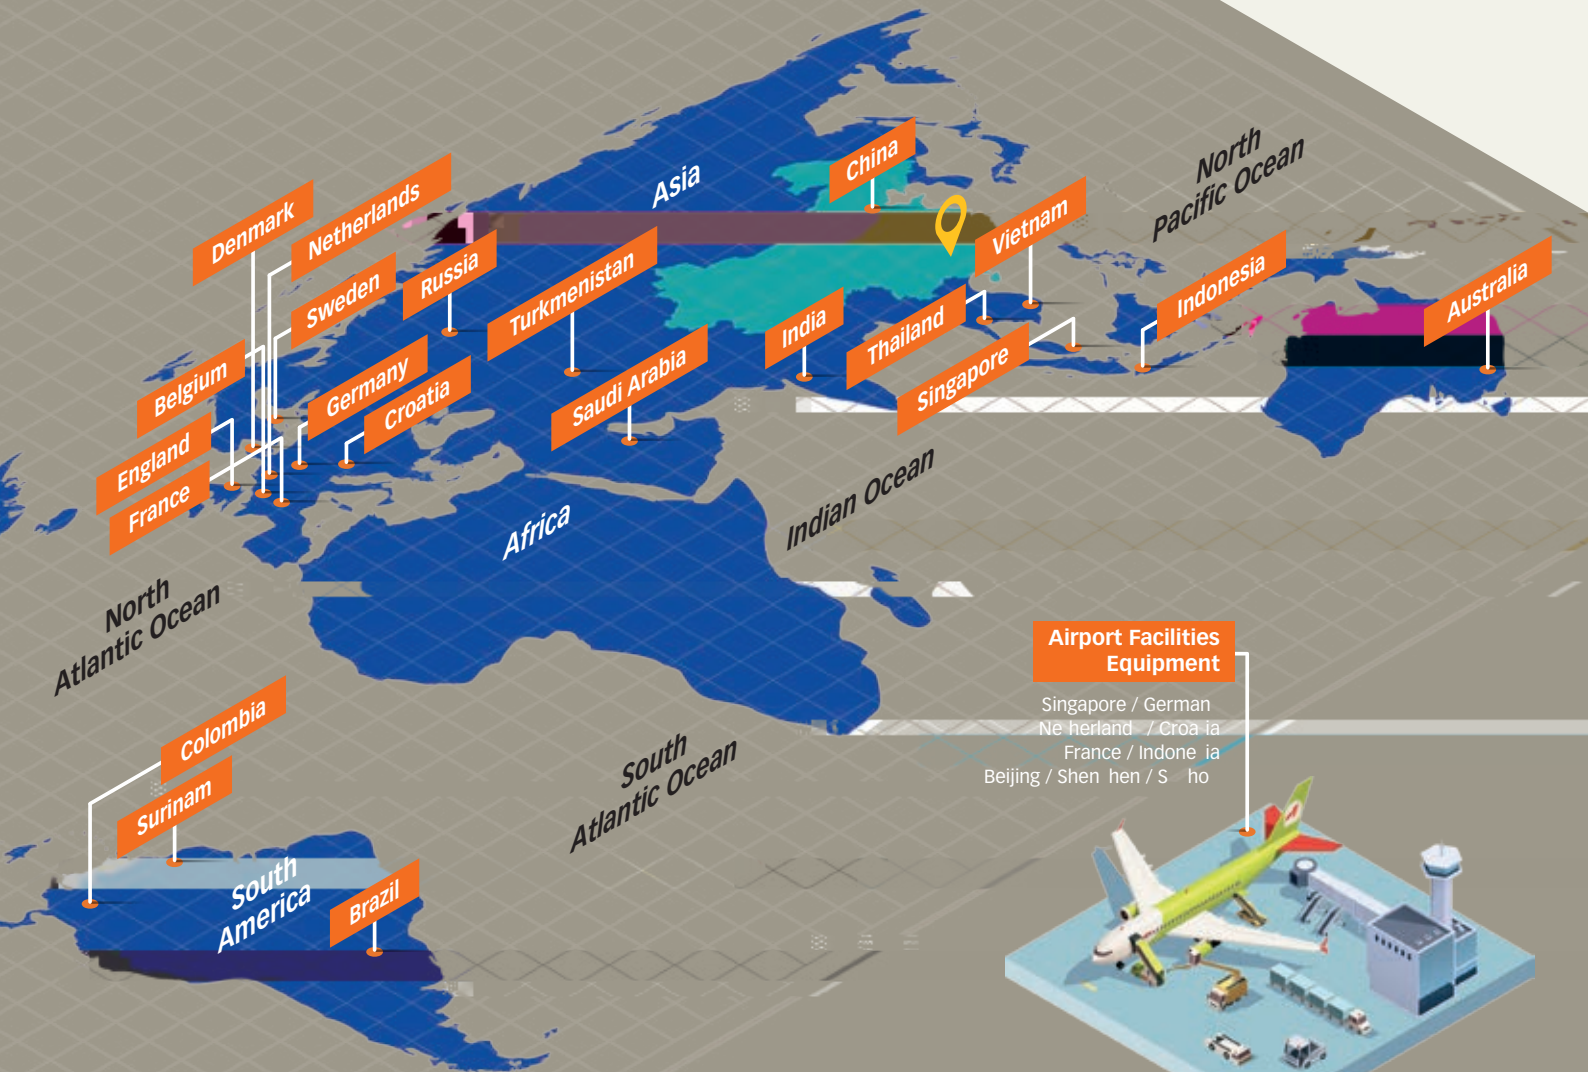 China
North
Pacific Ocean
Asia
Denmark
Netherlands
Vietnam
Sweden
Russia
Turkmenistan
Indonesia
Australia
India
Thailand
Singapore
Belgium
Germany
Croatia
Saudi Arabia
England
France
Indian Ocean
Africa
North
Atlantic Ocean
Airport Facilities
Equipment
Singapore / German
Ne herland / Croa ia
France / Indone ia
Beijing / Shen hen / S ho
Colombia
Surinam
South
Atlantic Ocean
South
America
Brazil